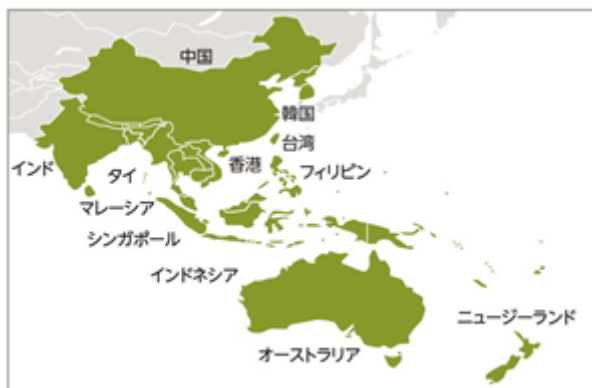 中国
韓国
台湾
香港
フィリピン
インド
タイ
マレーシア
シンガポール
インドネシア
ニュージーランド
オーストラリア